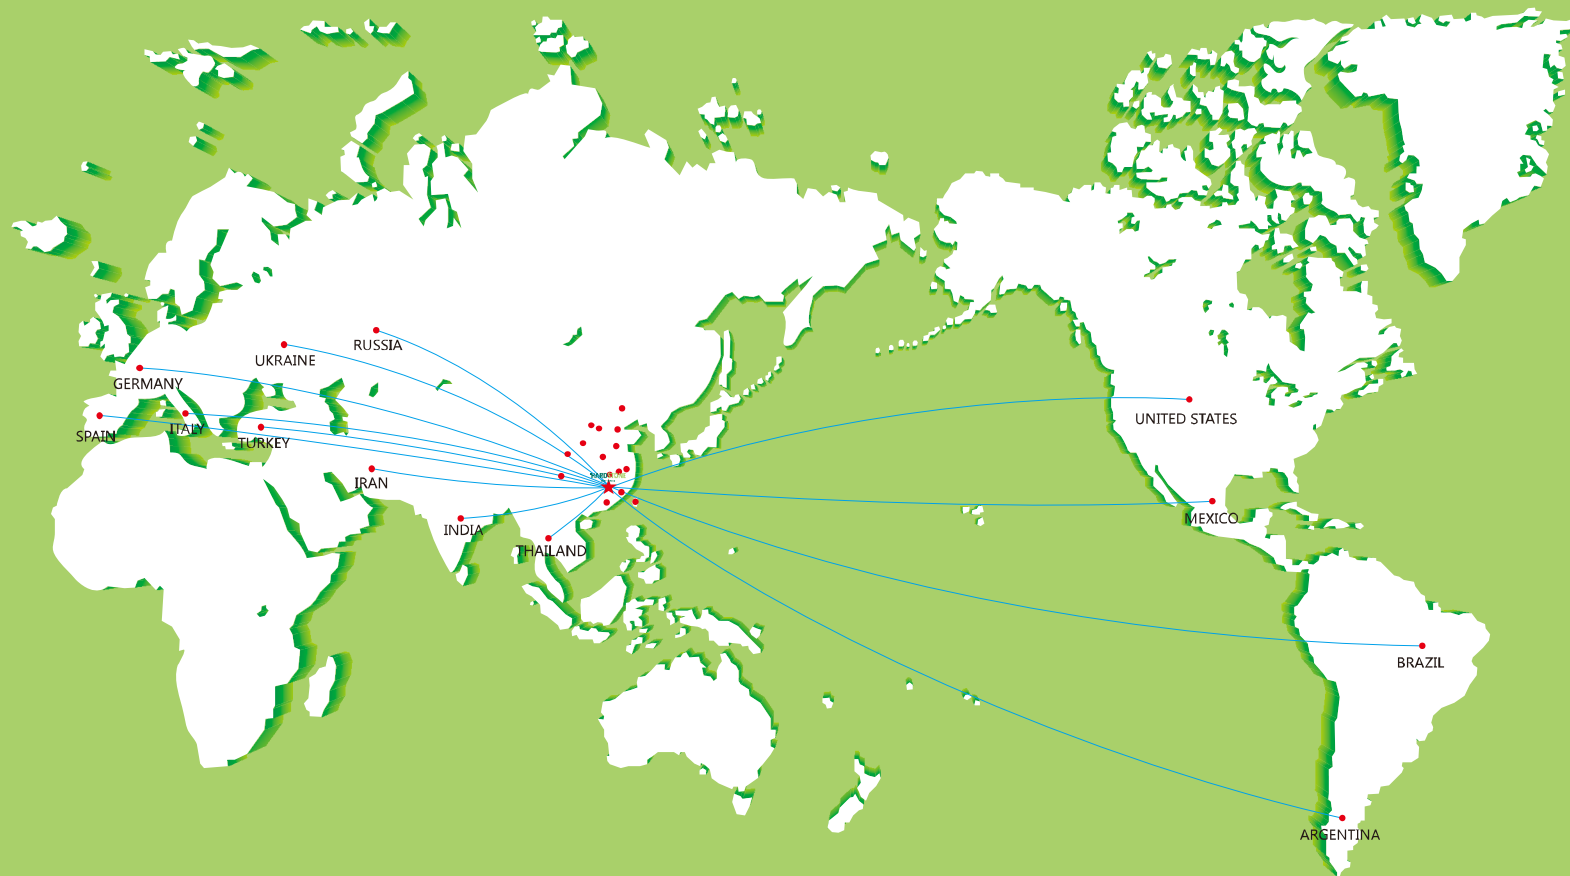 RUSSIA
UKRAINE
GERMANY
UNITED STATES
ITALY
SPAIN
TURKEY
IRAN
MEXICO
INDIA
THAILAND
BRAZIL
ARGENTINA